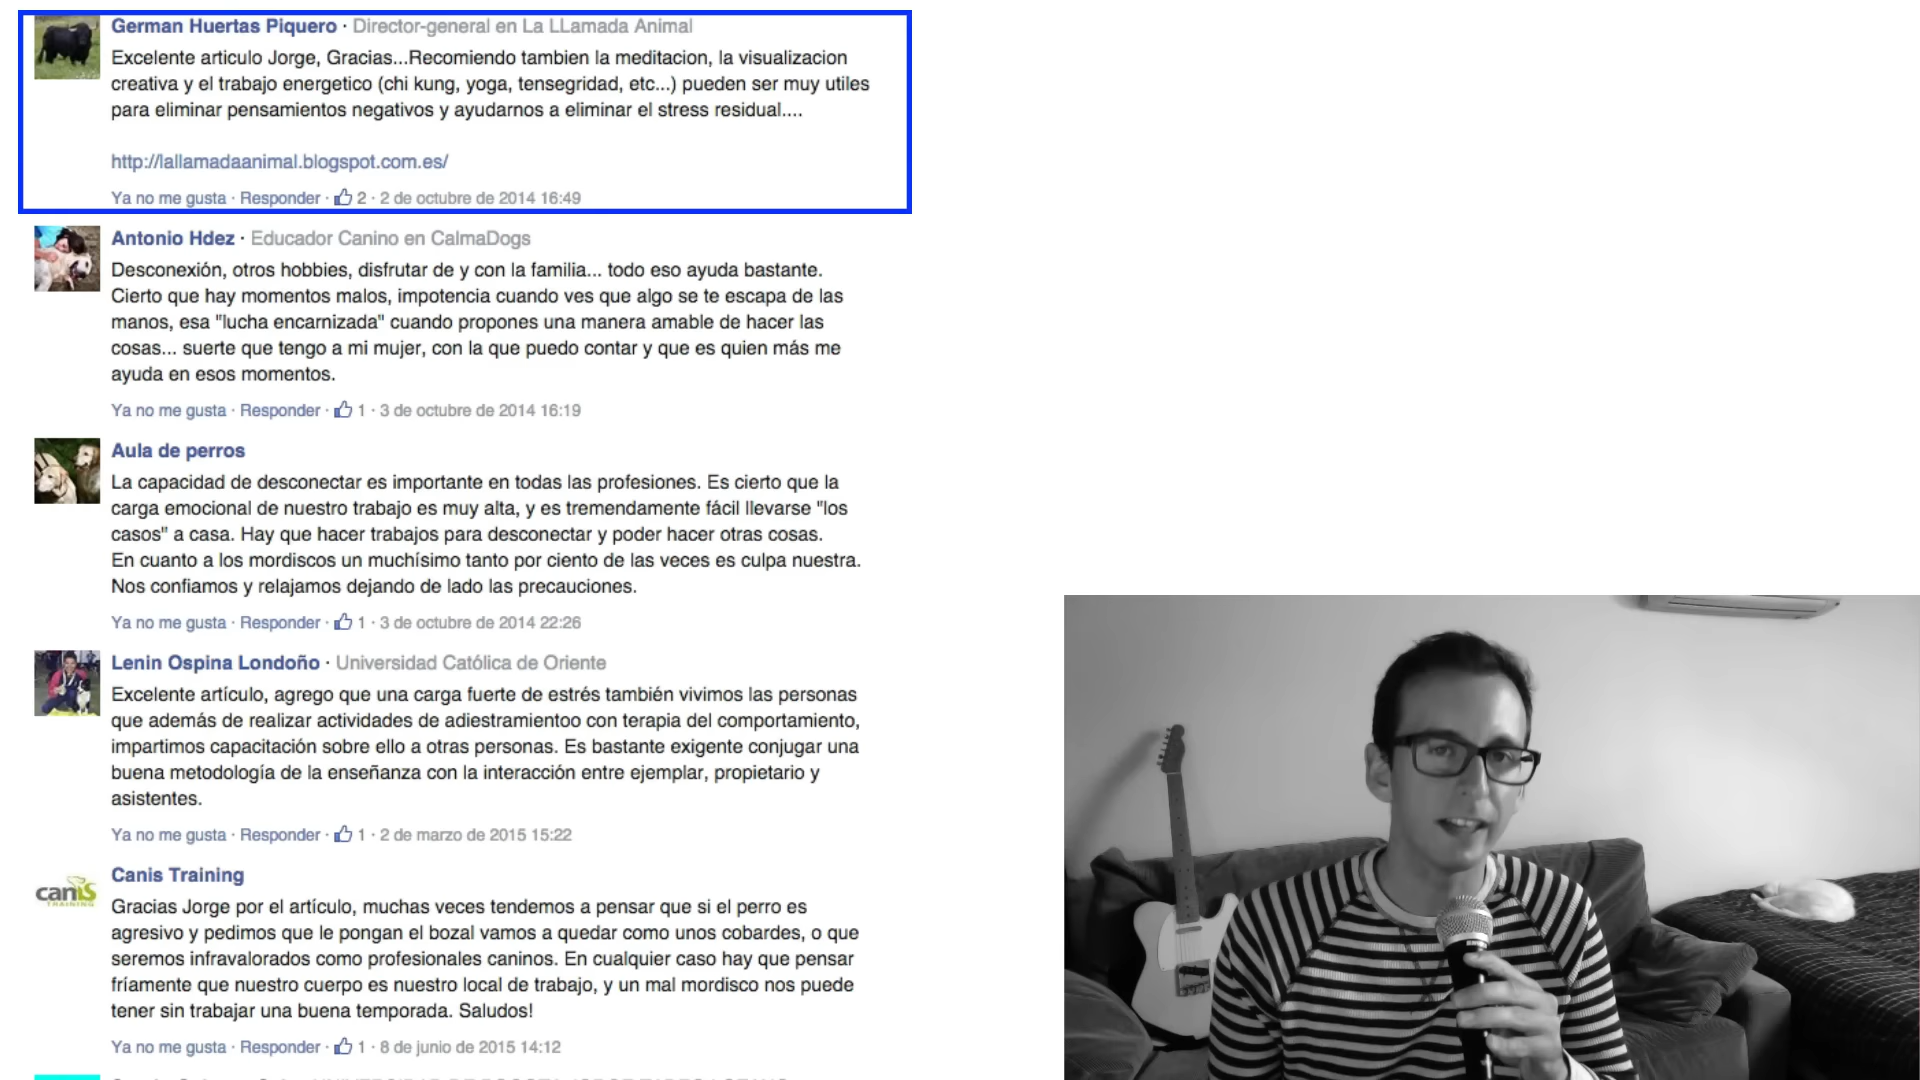 German Huertas Piquero · Director-general en La LLamada Animal
Excelente articulo Jorge, Gracias...Recomiendo tambien la meditacion, la visualizacion
creativa y el trabajo energetico (chi kung, yoga, tensegridad, etc...) pueden ser muy utiles
para eliminar pensamientos negativos y ayudarnos a eliminar el stress residual....
http://lallamadaanimal.blogspot.com.es/
Ya no me gusta · Responder · 2 · 2 de octubre de 2014 16:49
Antonio Hdez · Educador Canino en CalmaDogs
Desconexión, otros hobbies, disfrutar de y con la familia... todo eso ayuda bastante.
Cierto que hay momentos malos, impotencia cuando ves que algo se te escapa de las
manos, esa "lucha encarnizada" cuando propones una manera amable de hacer las
cosas... suerte que tengo a mi mujer, con la que puedo contar y que es quien más me
ayuda en esos momentos.
Ya no me gusta · Responder · 1 · 3 de octubre de 2014 16:19
Aula de perros
La capacidad de desconectar es importante en todas las profesiones. Es cierto que la
carga emocional de nuestro trabajo es muy alta, y es tremendamente fácil llevarse "los
casos" a casa. Hay que hacer trabajos para desconectar y poder hacer otras cosas.
En cuanto a los mordiscos un muchísimo tanto por ciento de las veces es culpa nuestra.
Nos confiamos y relajamos dejando de lado las precauciones.
Ya no me gusta · Responder · 1 · 3 de octubre de 2014 22:26
Lenin Ospina Londoño · Universidad Católica de Oriente
Excelente artículo, agrego que una carga fuerte de estrés también vivimos las personas
que además de realizar actividades de adiestramientoo con terapia del comportamiento,
impartimos capacitación sobre ello a otras personas. Es bastante exigente conjugar una
buena metodología de la enseñanza con la interacción entre ejemplar, propietario y
asistentes.
Ya no me gusta · Responder · 1 · 2 de marzo de 2015 15:22
canis
TRAINING
Canis Training
Gracias Jorge por el artículo, muchas veces tendemos a pensar que si el perro es
agresivo y pedimos que le pongan el bozal vamos a quedar como unos cobardes, o que
seremos infravalorados como profesionales caninos. En cualquier caso hay que pensar
fríamente que nuestro cuerpo es nuestro local de trabajo, y un mal mordisco nos puede
tener sin trabajar una buena temporada. Saludos!
Ya no me gusta · Responder · 1 · 8 de junio de 2015 14:12